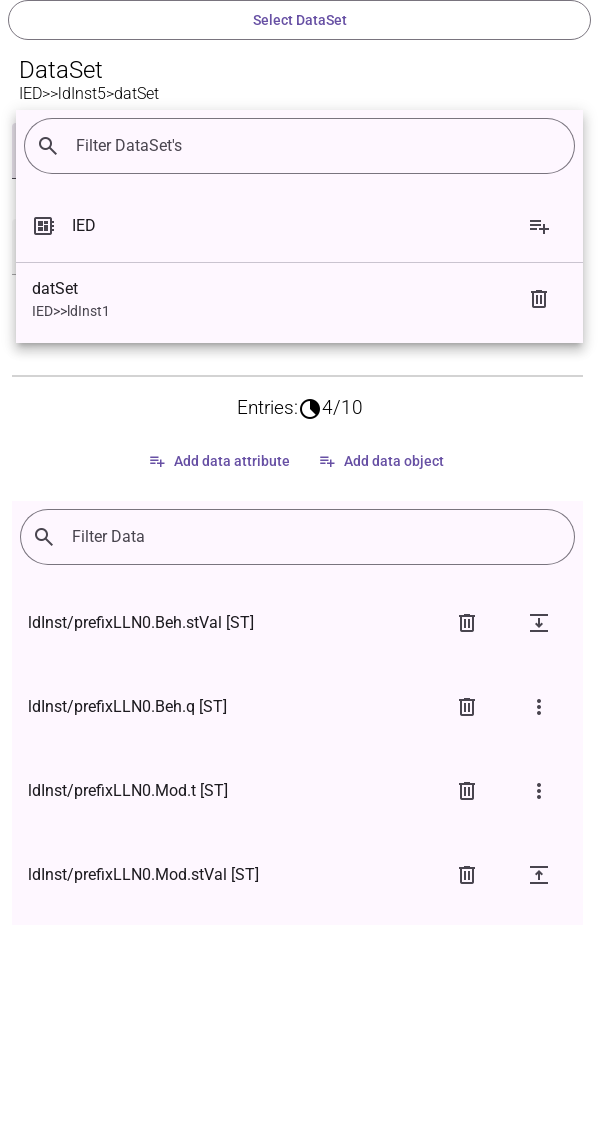 Select DataSet
DataSet
IED>>ldInst5>datSet
Filter DataSet's
IED
datSet
IED>>ldInst1
Entries: 4/10
Add data attribute
Add data object
Filter Data
ldInst/prefixLLN0.Beh.stVal [ST]
ldInst/prefixLLN0.Beh.q [ST]
ldInst/prefixLLN0.Mod.t [ST]
ldInst/prefixLLN0.Mod.stVal [ST]